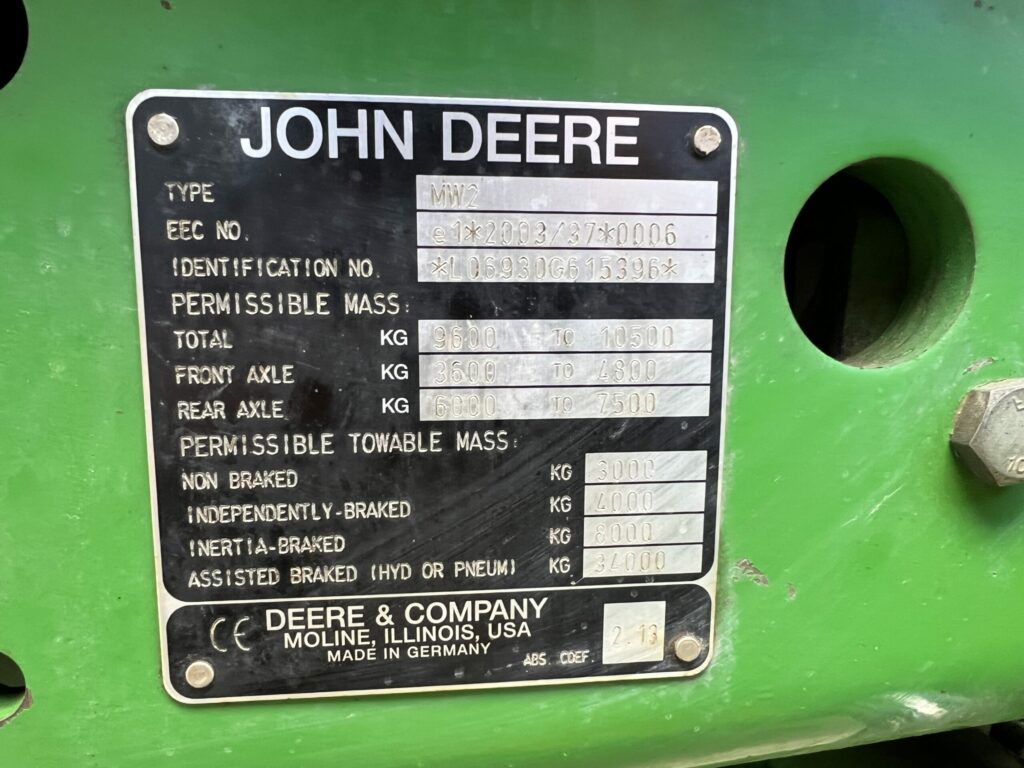 JOHN DEERE
TYPE MW2
EEC NO. e1*2003/37*0006
IDENTIFICATION NO. *L06930G615396*
PERMISSIBLE MASS:
TOTAL KG 9600 TO 10500
FRONT AXLE KG 3600 TO 4800
REAR AXLE KG 6000 TO 7500
PERMISSIBLE TOWABLE MASS:
NON BRAKED KG 3000
INDEPENDENTLY-BRAKED KG 4000
INERTIA-BRAKED KG 8000
ASSISTED BRAKED (HYD OR PNEUM) KG 34000
CE DEERE & COMPANY
MOLINE, ILLINOIS, USA
MADE IN GERMANY
ABS. COEF. 2.13